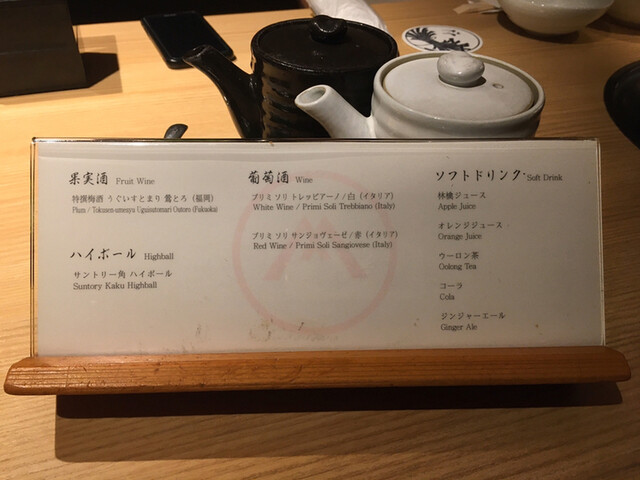 果実酒 Fruit Wine
特撰梅酒 うぐいすとまり 鶯とろ（福岡）
Plum / Tokusen-umeshu Uguisutomari Outoro (Fukuoka)
ハイボール Highball
サントリー角 ハイボール
Suntory Kaku Highball
葡萄酒 Wine
プリミ ソリ トレッビアーノ / 白（イタリア）
White Wine / Primi Soli Trebbiano (Italy)
プリミ ソリ サンジョヴェーゼ / 赤（イタリア）
Red Wine / Primi Soli Sangiovese (Italy)
ソフトドリンク Soft Drink
林檎ジュース
Apple Juice
オレンジジュース
Orange Juice
ウーロン茶
Oolong Tea
コーラ
Cola
ジンジャーエール
Ginger Ale